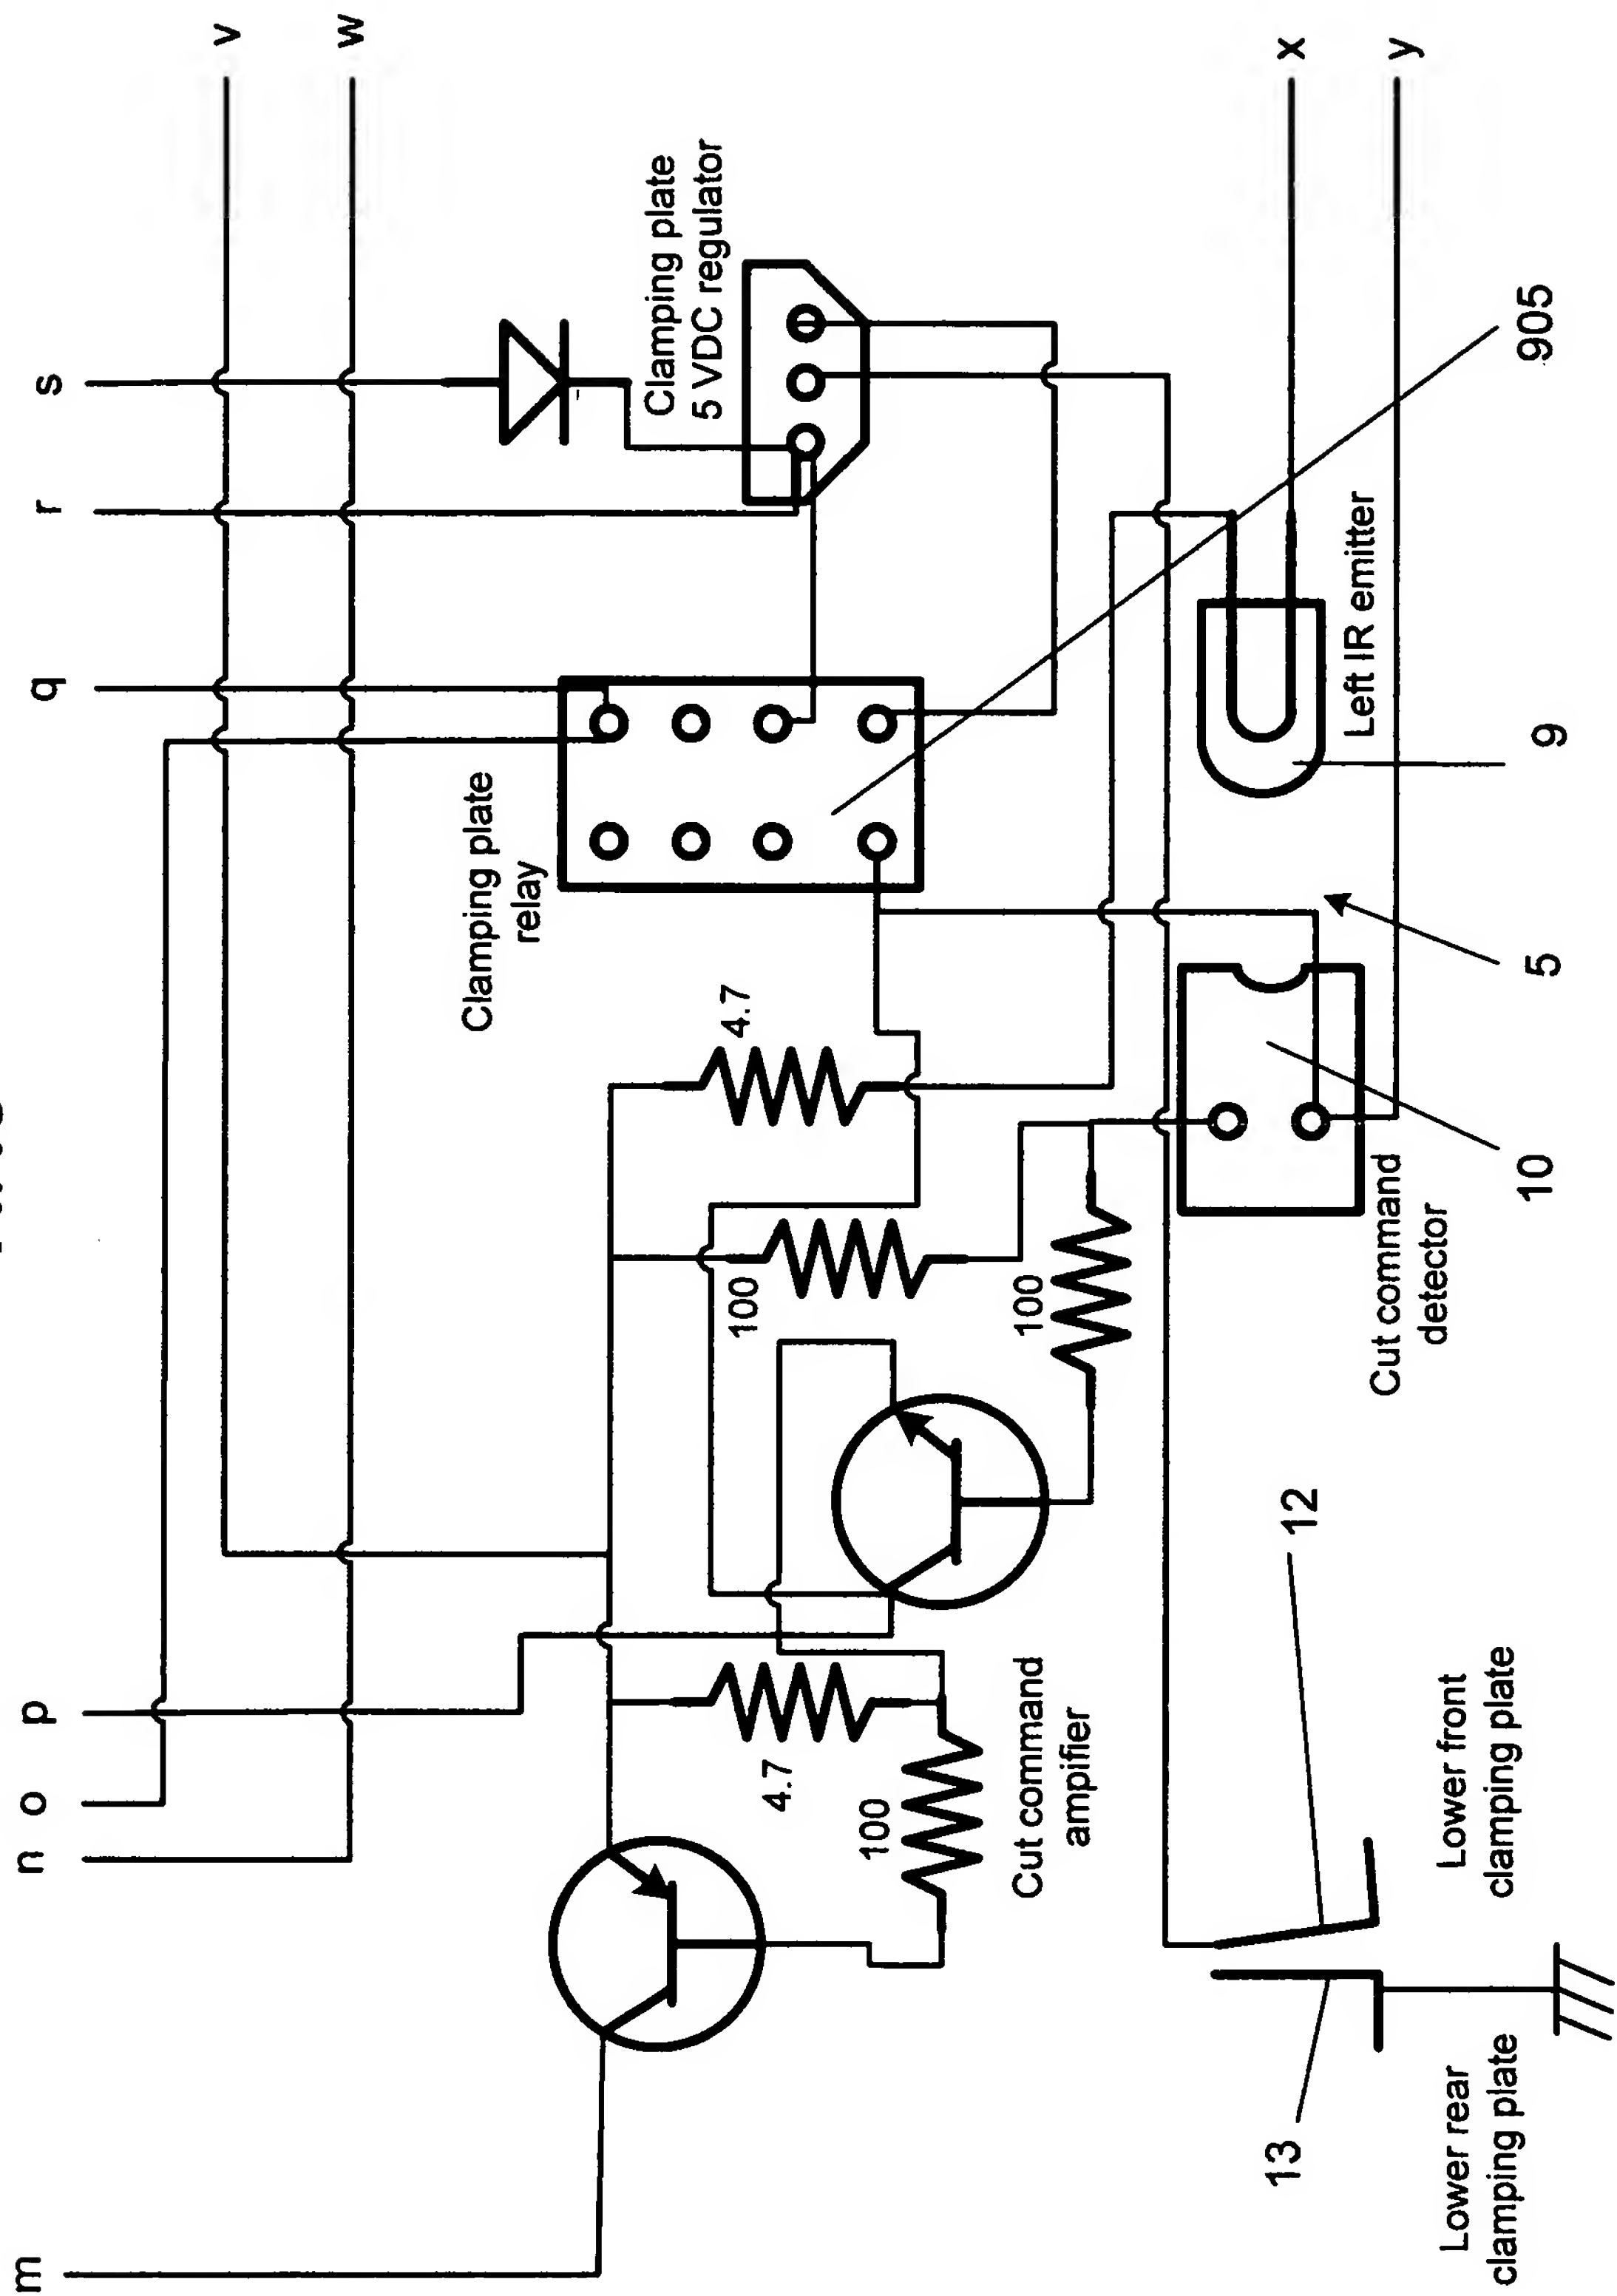 m
n
o
p
q
r
s
v
w
x
y
Clamping plate
5 VDC regulator
Clamping plate
relay
4.7
100
100
4.7
100
Cut command
ampifier
Cut command
detector
Left IR emitter
905
9
5
10
12
13
Lower front
clamping plate
Lower rear
clamping plate